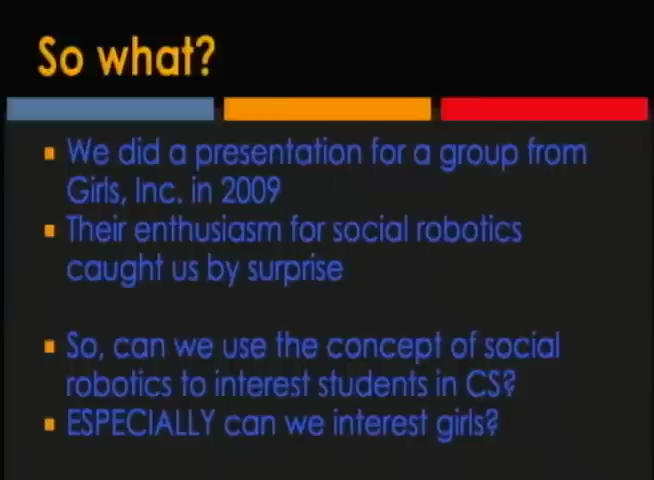 So what?
We did a presentation for a group from
Girls, Inc. in 2009
Their enthusiasm for social robotics
caught us by surprise
So, can we use the concept of social
robotics to interest students in CS?
ESPECIALLY can we interest girls?